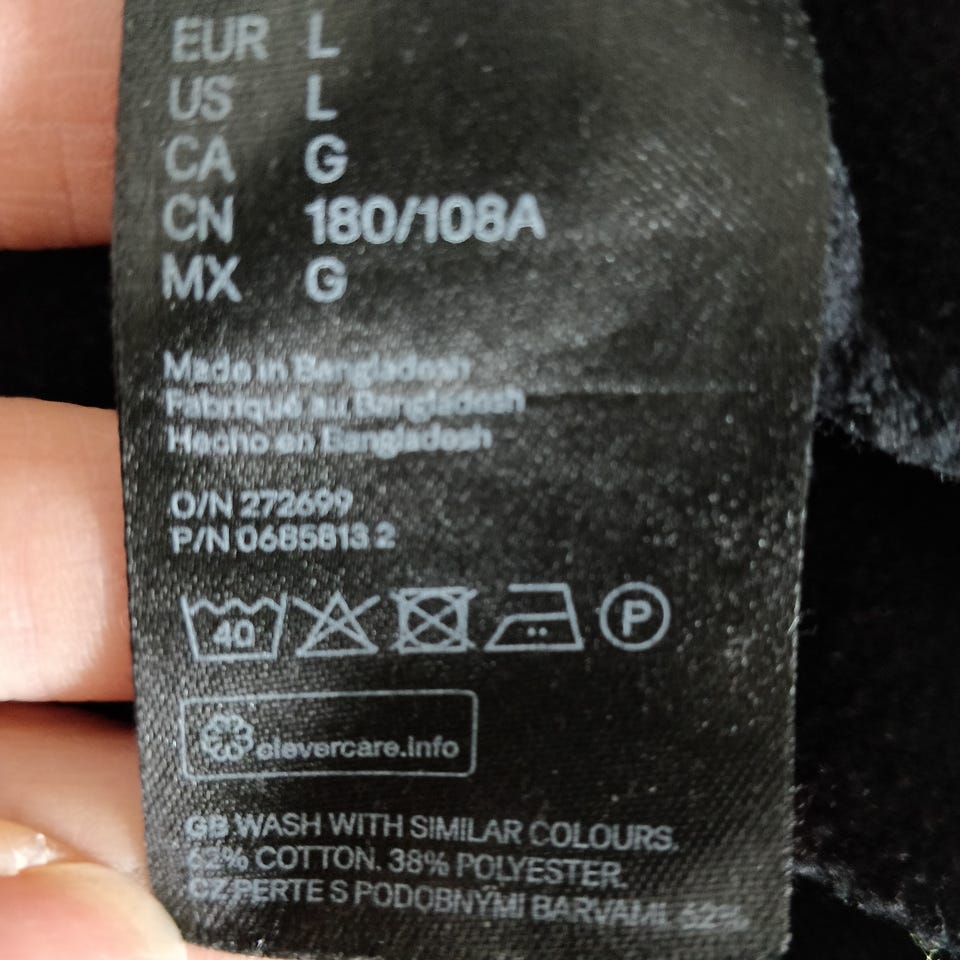 EUR L
US L
CA G
CN 180/108A
MX G
Made in Bangladesh
Fabriqué au Bangladesh
Hecho en Bangladesh
O/N 272699
P/N 0685813.2
40 P
clevercare.info
GB WASH WITH SIMILAR COLOURS.
62% COTTON. 38% POLYESTER.
CZ PERTE S PODOBNÝMI BARVAMI. 62%